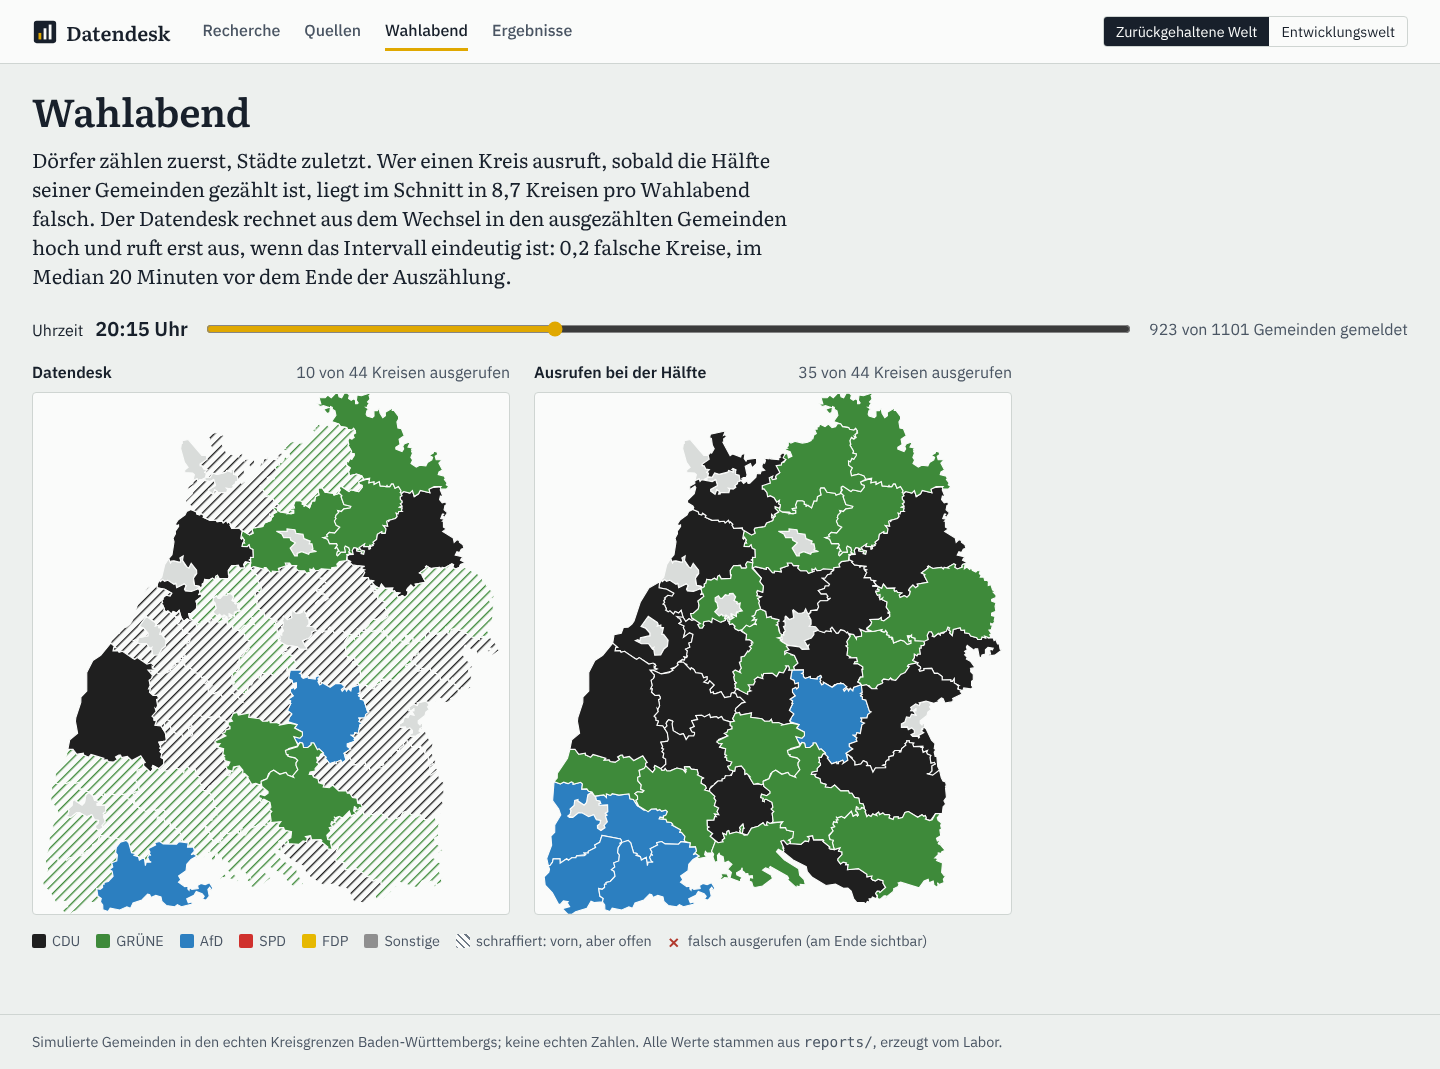 Datendesk
Recherche
Quellen
Wahlabend
Ergebnisse
Zurückgehaltene Welt
Entwicklungswelt
Wahlabend
Dörfer zählen zuerst, Städte zuletzt. Wer einen Kreis ausruft, sobald die Hälfte
seiner Gemeinden gezählt ist, liegt im Schnitt in 8,7 Kreisen pro Wahlabend
falsch. Der Datendesk rechnet aus dem Wechsel in den ausgezählten Gemeinden
hoch und ruft erst aus, wenn das Intervall eindeutig ist: 0,2 falsche Kreise, im
Median 20 Minuten vor dem Ende der Auszählung.
Uhrzeit 20:15 Uhr
923 von 1101 Gemeinden gemeldet
Datendesk
10 von 44 Kreisen ausgerufen
Ausrufen bei der Hälfte
35 von 44 Kreisen ausgerufen
CDU
GRÜNE
AfD
SPD
FDP
Sonstige
schraffiert: vorn, aber offen
falsch ausgerufen (am Ende sichtbar)
Simulierte Gemeinden in den echten Kreisgrenzen Baden-Württembergs; keine echten Zahlen. Alle Werte stammen aus reports/, erzeugt vom Labor.